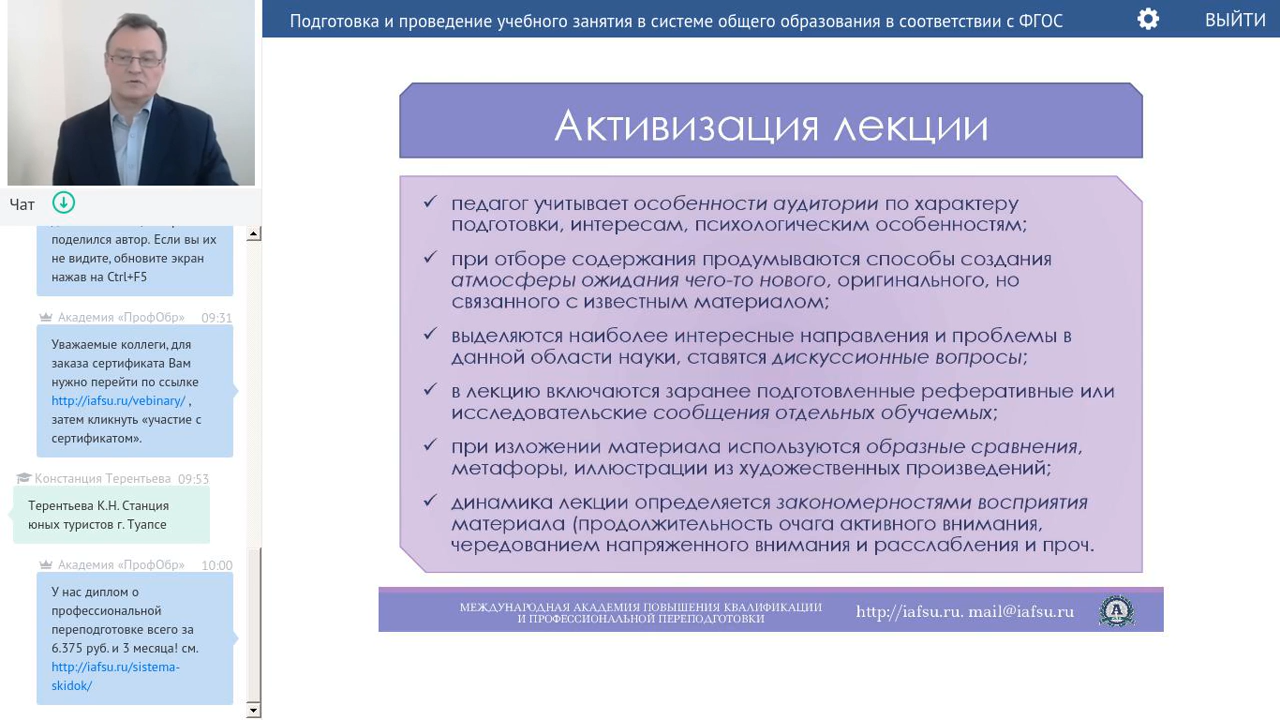 Подготовка и проведение учебного занятия в системе общего образования в соответствии с ФГОС
ВЫЙТИ
Чат
поделился автор. Если вы их
не видите, обновите экран
нажав на Ctrl+F5
Академия «ПрофОбр» 09:31
Уважаемые коллеги, для
заказа сертификата Вам
нужно перейти по ссылке
http://iafsu.ru/vebinary/ ,
затем кликнуть «участие с
сертификатом».
Констанция Терентьева 09:53
Терентьева К.Н. Станция
юных туристов г. Туапсе
Академия «ПрофОбр» 10:00
У нас диплом о
профессиональной
переподготовке всего за
6.375 руб. и 3 месяца! см.
http://iafsu.ru/sistema-
skidok/
Активизация лекции
✓ педагог учитывает особенности аудитории по характеру
подготовки, интересам, психологическим особенностям;
✓ при отборе содержания продумываются способы создания
атмосферы ожидания чего-то нового, оригинального, но
связанного с известным материалом;
✓ выделяются наиболее интересные направления и проблемы в
данной области науки, ставятся дискуссионные вопросы;
✓ в лекцию включаются заранее подготовленные реферативные или
исследовательские сообщения отдельных обучаемых;
✓ при изложении материала используются образные сравнения,
метафоры, иллюстрации из художественных произведений;
✓ динамика лекции определяется закономерностями восприятия
материала (продолжительность очага активного внимания,
чередованием напряженного внимания и расслабления и проч.
МЕЖДУНАРОДНАЯ АКАДЕМИЯ ПОВЫШЕНИЯ КВАЛИФИКАЦИИ
И ПРОФЕССИОНАЛЬНОЙ ПЕРЕПОДГОТОВКИ
http://iafsu.ru. mail@iafsu.ru